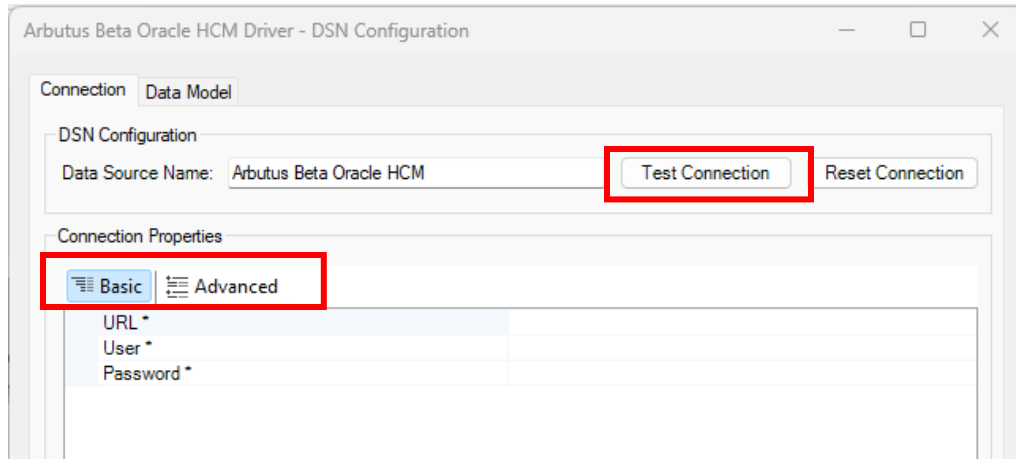 Arbutus Beta Oracle HCM Driver - DSN Configuration
Connection Data Model
DSN Configuration
Data Source Name: Arbutus Beta Oracle HCM Test Connection Reset Connection
Connection Properties
Basic Advanced
URL *
User *
Password *